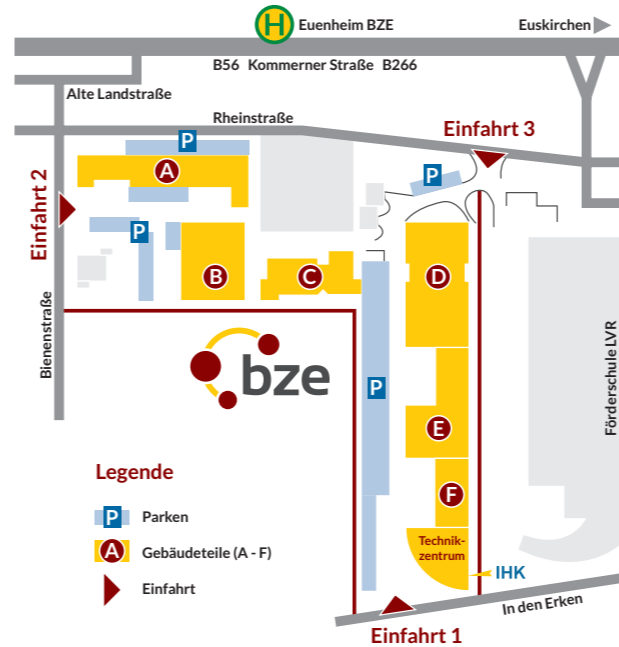 H Euenheim BZE
Euskirchen
B56 Kommerner Straße B266
Alte Landstraße
Rheinstraße
Einfahrt 3
P
A
P
Einfahrt 2
P
B
C
D
Bienenstraße
bze
P
Förderschule LVR
E
Legende
F
P Parken
Technik-
zentrum
A Gebäudeteile (A - F)
IHK
Einfahrt
In den Erken
Einfahrt 1